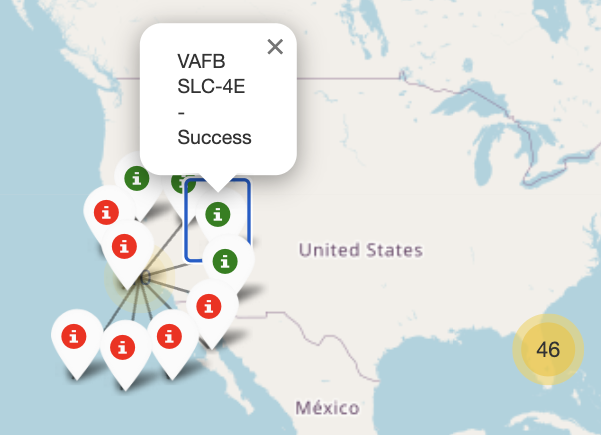 VAFB
SLC-4E
-
Success
United States
46
México